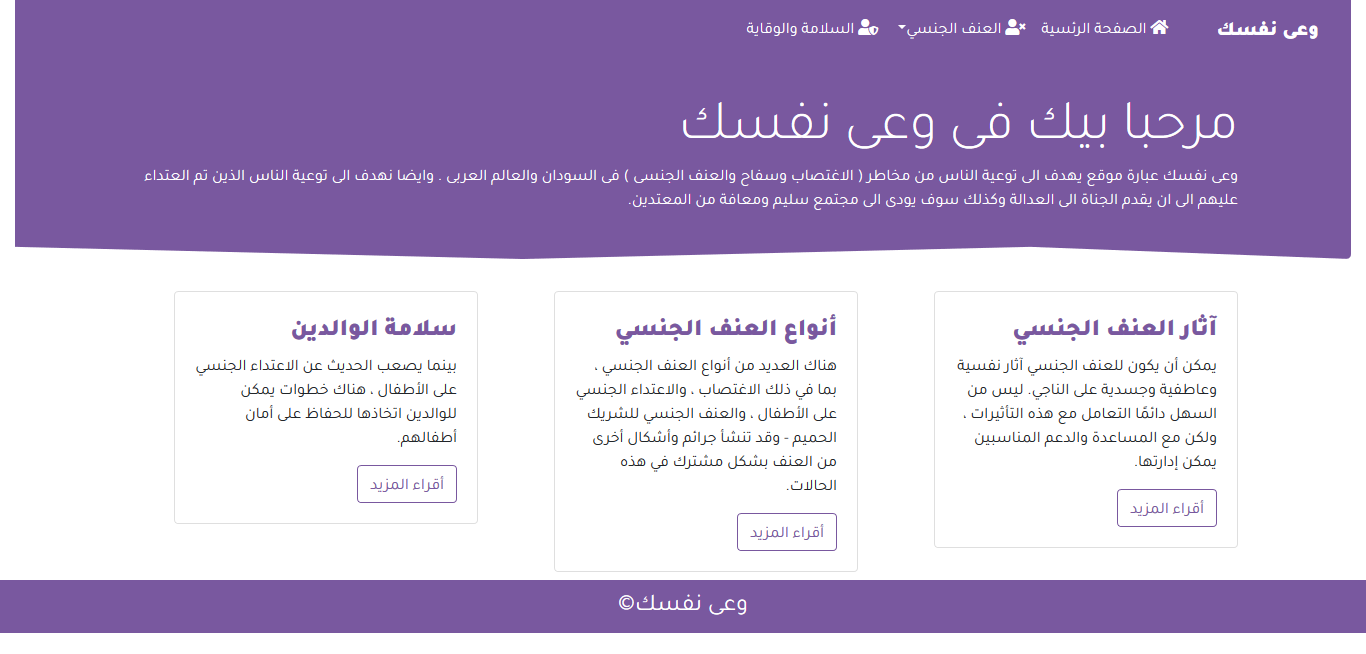 وعى نفسك
الصفحة الرئسية
العنف الجنسي
السلامة والوقاية
مرحبا بيك فى وعى نفسك
وعى نفسك عبارة موقع يهدف الى توعية الناس من مخاطر ( الاغتصاب وسفاح والعنف الجنسى ) فى السودان والعالم العربى . وايضا نهدف الى توعية الناس الذين تم العتداء
عليهم الى ان يقدم الجناة الى العدالة وكذلك سوف يودى الى مجتمع سليم ومعافة من المعتدين.
آثار العنف الجنسي
يمكن أن يكون للعنف الجنسي آثار نفسية
وعاطفية وجسدية على الناجي. ليس من
السهل دائمًا التعامل مع هذه التأثيرات ،
ولكن مع المساعدة والدعم المناسبين
يمكن إدارتها.
أقراء المزيد
أنواع العنف الجنسي
هناك العديد من أنواع العنف الجنسي ،
بما في ذلك الاغتصاب ، والاعتداء الجنسي
على الأطفال ، والعنف الجنسي للشريك
الحميم - وقد تنشأ جرائم وأشكال أخرى
من العنف بشكل مشترك في هذه
الحالات.
أقراء المزيد
سلامة الوالدين
بينما يصعب الحديث عن الاعتداء الجنسي
على الأطفال ، هناك خطوات يمكن
للوالدين اتخاذها للحفاظ على أمان
أطفالهم.
أقراء المزيد
وعى نفسك©